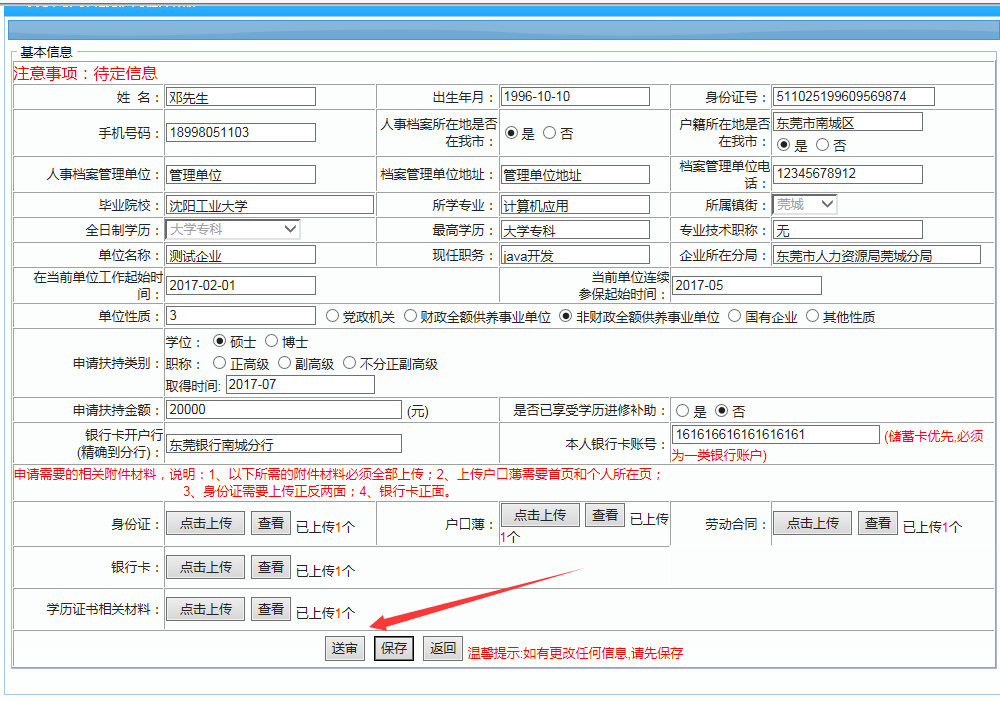 基本信息
注意事项：待定信息
姓 名： 邓先生 出生年月： 1996-10-10 身份证号： 511025199609569874
手机号码： 18998051103 人事档案所在地是否在我市： 是 否 户籍所在地是否在我市： 东莞市南城区 是 否
人事档案管理单位： 管理单位 档案管理单位地址： 管理单位地址 档案管理单位电话： 12345678912
毕业院校： 沈阳工业大学 所学专业： 计算机应用 所属镇街： 莞城
全日制学历： 大学专科 最高学历： 大学专科 专业技术职称： 无
单位名称： 测试企业 现任职务： java开发 企业所在分局： 东莞市人力资源局莞城分局
在当前单位工作起始时间： 2017-02-01 当前单位连续参保起始时间： 2017-05
单位性质： 3 党政机关 财政全额供养事业单位 非财政全额供养事业单位 国有企业 其他性质
申请扶持类别： 学位： 硕士 博士
职称： 正高级 副高级 不分正副高级
取得时间: 2017-07
申请扶持金额： 20000 (元) 是否已享受学历进修补助： 是 否
银行卡开户行(精确到分行)： 东莞银行南城分行 本人银行卡账号： 161616616161616161 (储蓄卡优先,必须为一类银行账户)
申请需要的相关附件材料，说明：1、以下所需的附件材料必须全部上传；2、上传户口薄需要首页和个人所在页；
3、身份证需要上传正反两面；4、银行卡正面。
身份证： 点击上传 查看 已上传1个 户口薄： 点击上传 查看 已上传1个 劳动合同： 点击上传 查看 已上传1个
银行卡： 点击上传 查看 已上传1个
学历证书相关材料： 点击上传 查看 已上传1个
送审 保存 返回 温馨提示:如有更改任何信息,请先保存